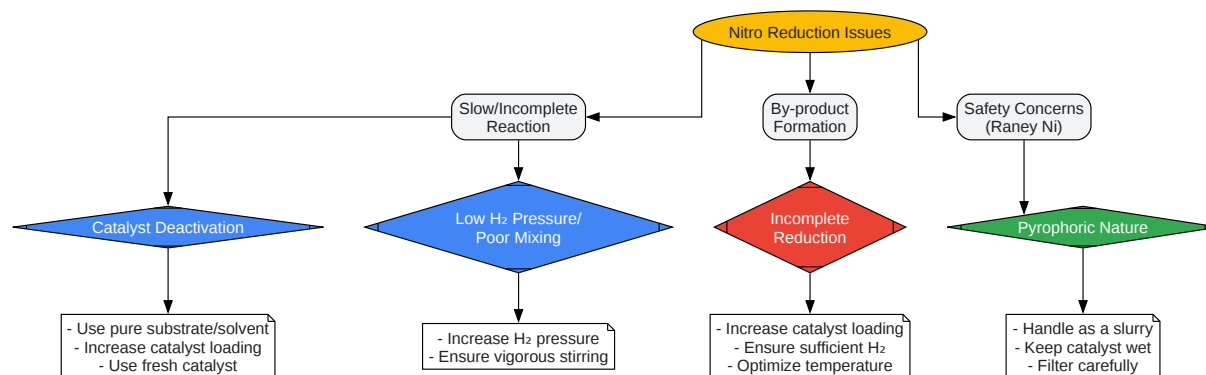 Nitro Reduction Issues
Slow/Incomplete
Reaction
By-product
Formation
Safety Concerns
(Raney Ni)
Catalyst Deactivation
Low H₂ Pressure/
Poor Mixing
Incomplete
Reduction
Pyrophoric Nature
- Use pure substrate/solvent
- Increase catalyst loading
- Use fresh catalyst
- Increase H₂ pressure
- Ensure vigorous stirring
- Increase catalyst loading
- Ensure sufficient H₂
- Optimize temperature
- Handle as a slurry
- Keep catalyst wet
- Filter carefully